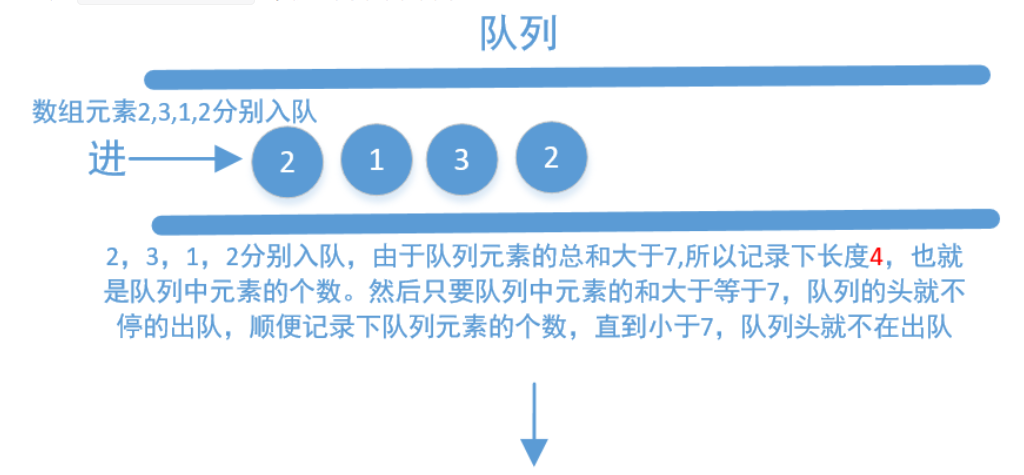 队列
数组元素2,3,1,2分别入队
进
2
1
3
2
2，3，1，2分别入队，由于队列元素的总和大于7,所以记录下长度4，也就
是队列中元素的个数。然后只要队列中元素的和大于等于7，队列的头就不
停的出队，顺便记录下队列元素的个数，直到小于7，队列头就不在出队